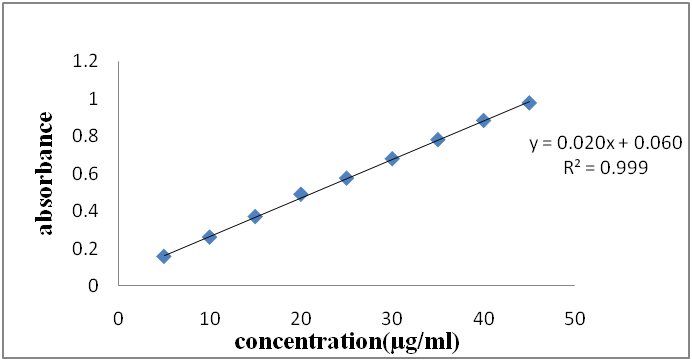 1.2
1
0.8
0.6
0.4
0.2
0
absorbance
y = 0.020x + 0.060
R² = 0.999
0 10 20 30 40 50
concentration(µg/ml)